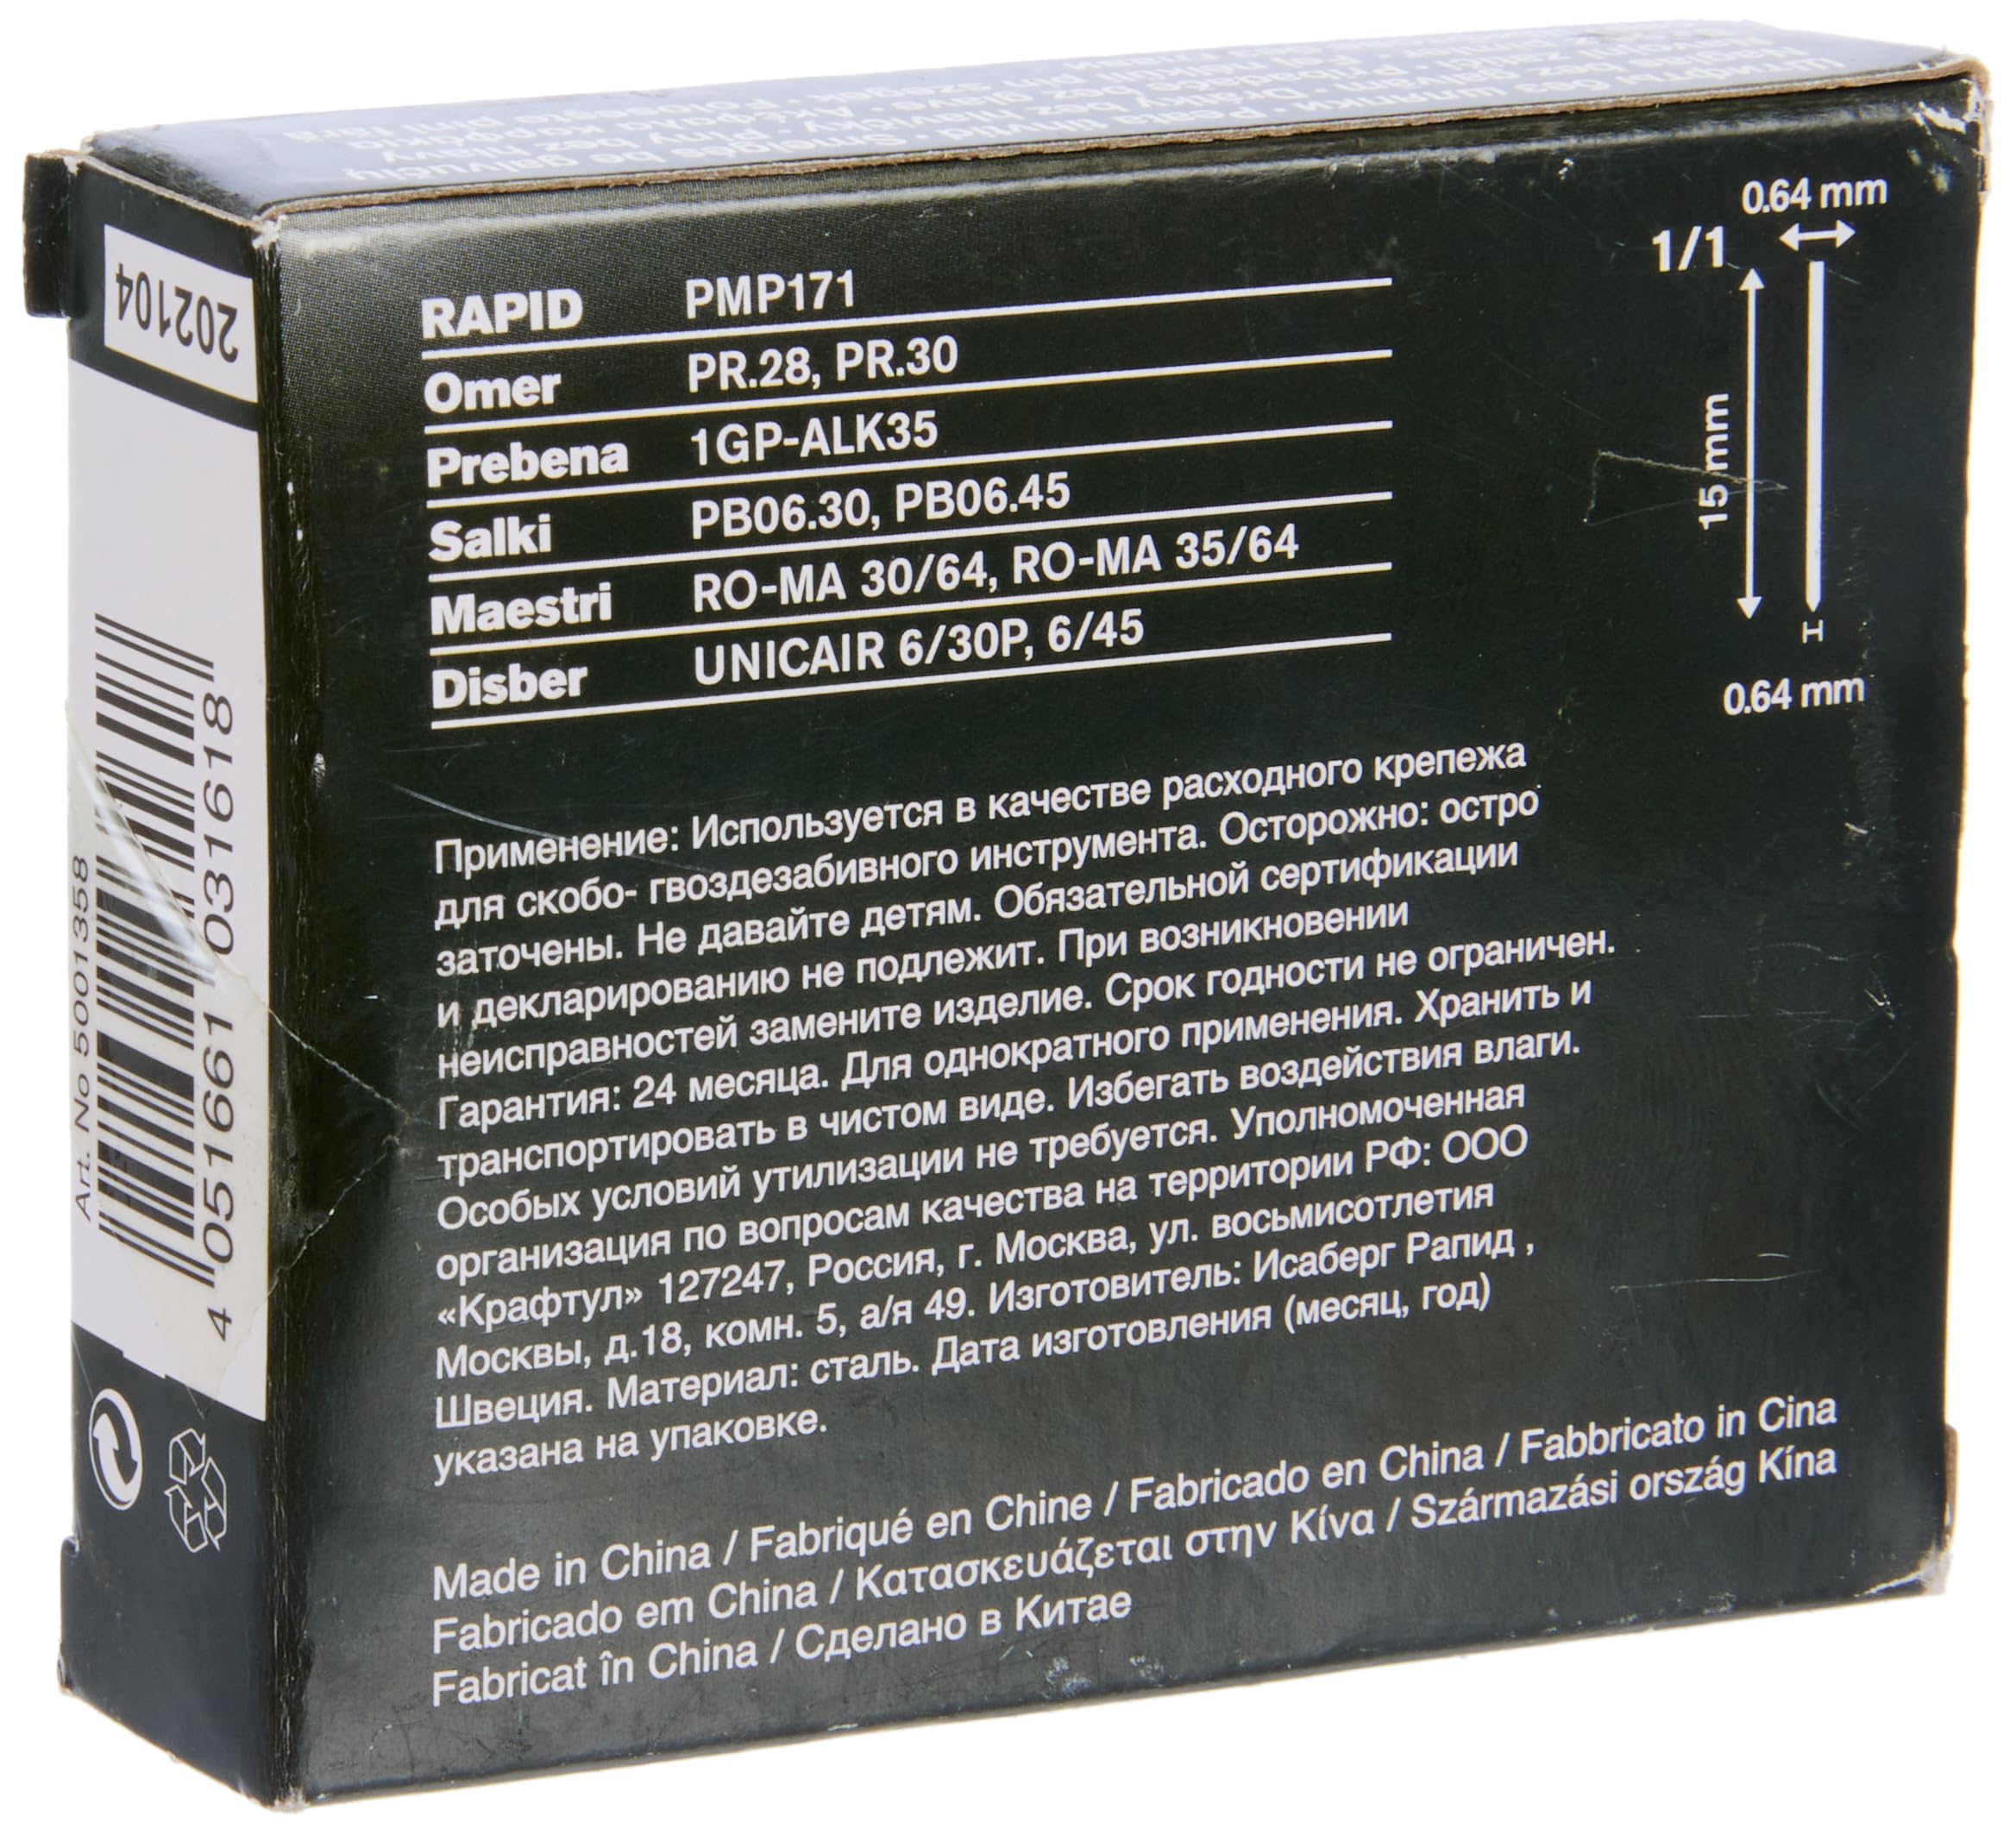 RAPID PMP171
Omer PR.28, PR.30
Prebena 1GP-ALK35
Salki PB06.30, PB06.45
Maestri RO-MA 30/64, RO-MA 35/64
Disber UNICAIR 6/30P, 6/45
0.64 mm
1/1
15 mm
0.64 mm
Применение: Используется в качестве расходного крепежа
для скобо- гвоздезабивного инструмента. Осторожно: остро
заточены. Не давайте детям. Обязательной сертификации
и декларированию не подлежит. При возникновении
неисправностей замените изделие. Срок годности не ограничен.
Гарантия: 24 месяца. Для однократного применения. Хранить и
транспортировать в чистом виде. Избегать воздействия влаги.
Особых условий утилизации не требуется. Уполномоченная
организация по вопросам качества на территории РФ: ООО
«Крафтул» 127247, Россия, г. Москва, ул. восьмисотлетия
Москвы, д.18, комн. 5, а/я 49. Изготовитель: Исаберг Рапид ,
Швеция. Материал: сталь. Дата изготовления (месяц, год)
указана на упаковке.
Made in China / Fabriqué en Chine / Fabricado en China / Fabbricato in Cina
Fabricado em China / Κατασκευάζεται στην Κίνα / Származási ország Kína
Fabricat în China / Сделано в Китае
202104
Art. No 5001358
4 051661 031618